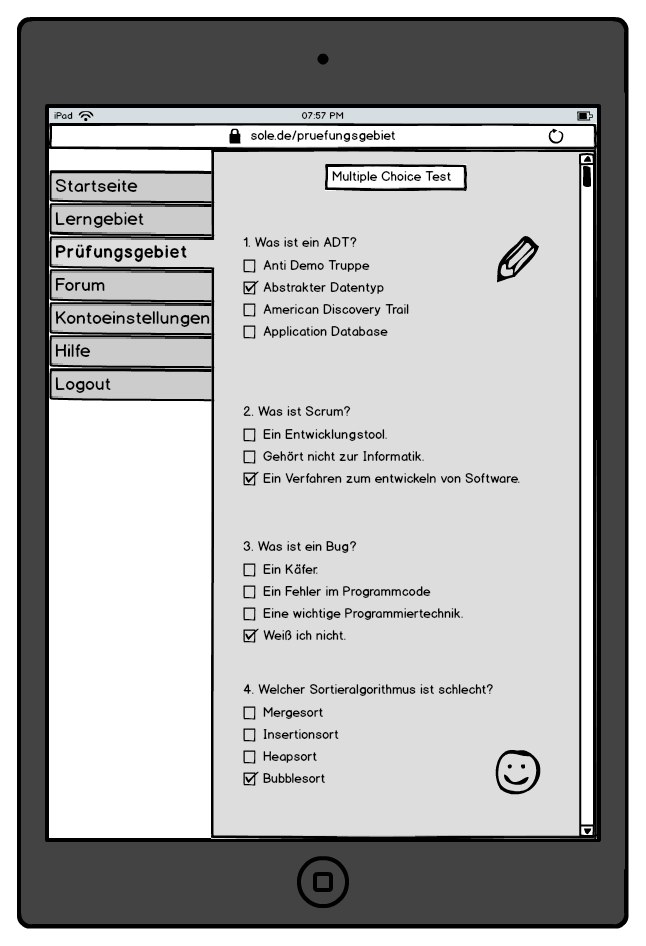 iPad
07:57 PM
sole.de/pruefungsgebiet
Startseite
Lerngebiet
Prüfungsgebiet
Forum
Kontoeinstellungen
Hilfe
Logout
Multiple Choice Test
1. Was ist ein ADT?
Anti Demo Truppe
Abstrakter Datentyp
American Discovery Trail
Application Database
2. Was ist Scrum?
Ein Entwicklungstool.
Gehört nicht zur Informatik.
Ein Verfahren zum entwickeln von Software.
3. Was ist ein Bug?
Ein Käfer.
Ein Fehler im Programmcode
Eine wichtige Programmiertechnik.
Weiß ich nicht.
4. Welcher Sortieralgorithmus ist schlecht?
Mergesort
Insertionsort
Heapsort
Bubblesort